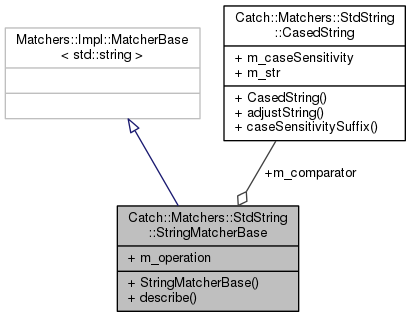 Matchers::Impl::MatcherBase
< std::string >
Catch::Matchers::StdString
::CasedString
+ m_caseSensitivity
+ m_str
+ CasedString()
+ adjustString()
+ caseSensitivitySuffix()
+m_comparator
Catch::Matchers::StdString
::StringMatcherBase
+ m_operation
+ StringMatcherBase()
+ describe()